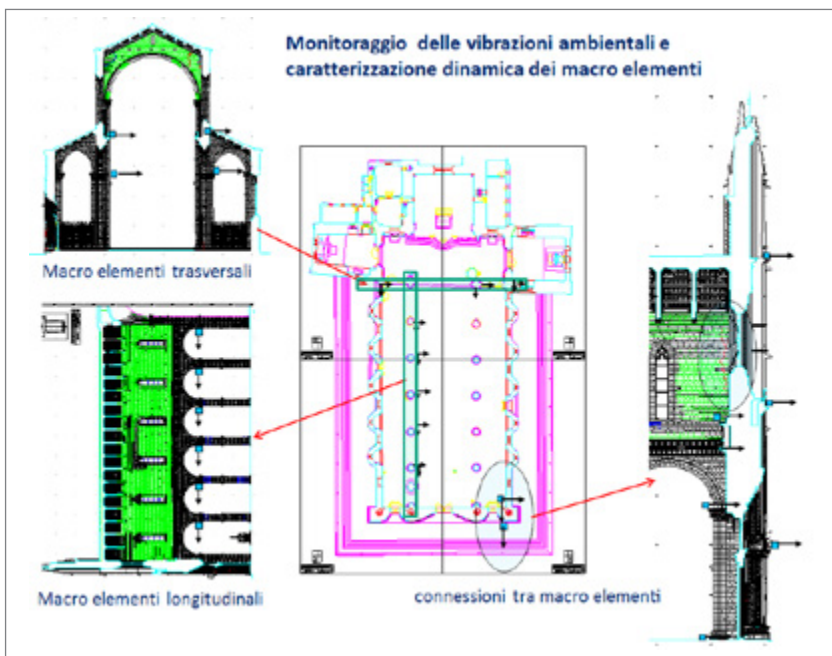 Monitoraggio delle vibrazioni ambientali e
caratterizzazione dinamica dei macro elementi
Macro elementi trasversali
Macro elementi longitudinali
connessioni tra macro elementi